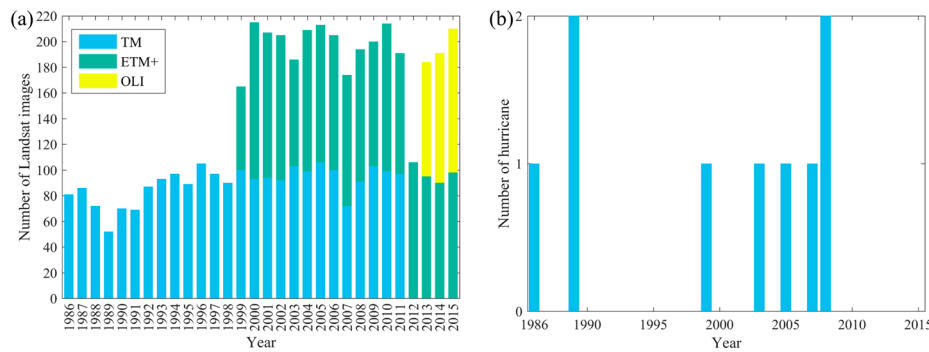 (a)
220
200
180
160
140
120
100
80
60
40
20
0
Number of Landsat images
TM
ETM+
OLI
1986 1987 1988 1989 1990 1991 1992 1993 1994 1995 1996 1997 1998 1999 2000 2001 2002 2003 2004 2005 2006 2007 2008 2009 2010 2011 2012 2013 2014 2015
Year
(b)
2
1
2
Number of hurricane
1986 1990 1995 2000 2005 2010 2015
Year